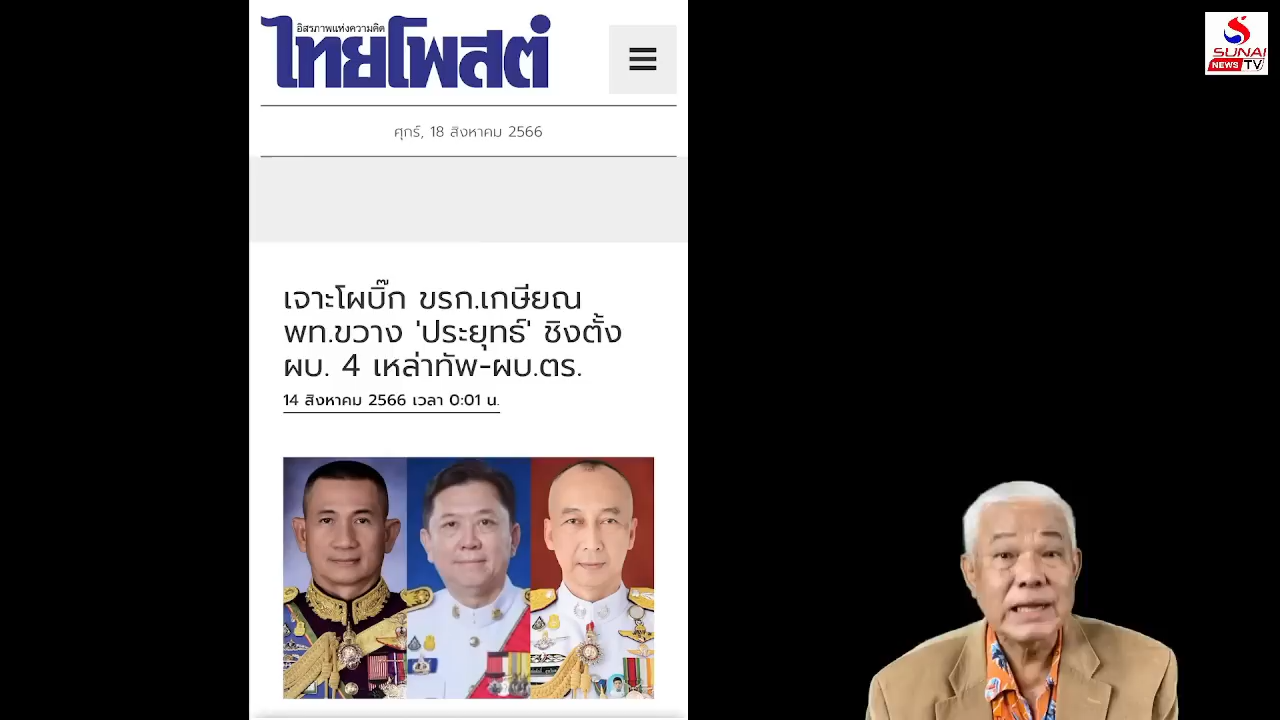 อิสรภาพแห่งความคิด
ไทยโพสต์
SUNAI
NEWS TV
ศุกร์, 18 สิงหาคม 2566
เจาะโผบิ๊ก ขรก.เกษียณ
พท.ขวาง 'ประยุทธ์' ชิงตั้ง
ผบ. 4 เหล่าทัพ-ผบ.ตร.
14 สิงหาคม 2566 เวลา 0:01 น.